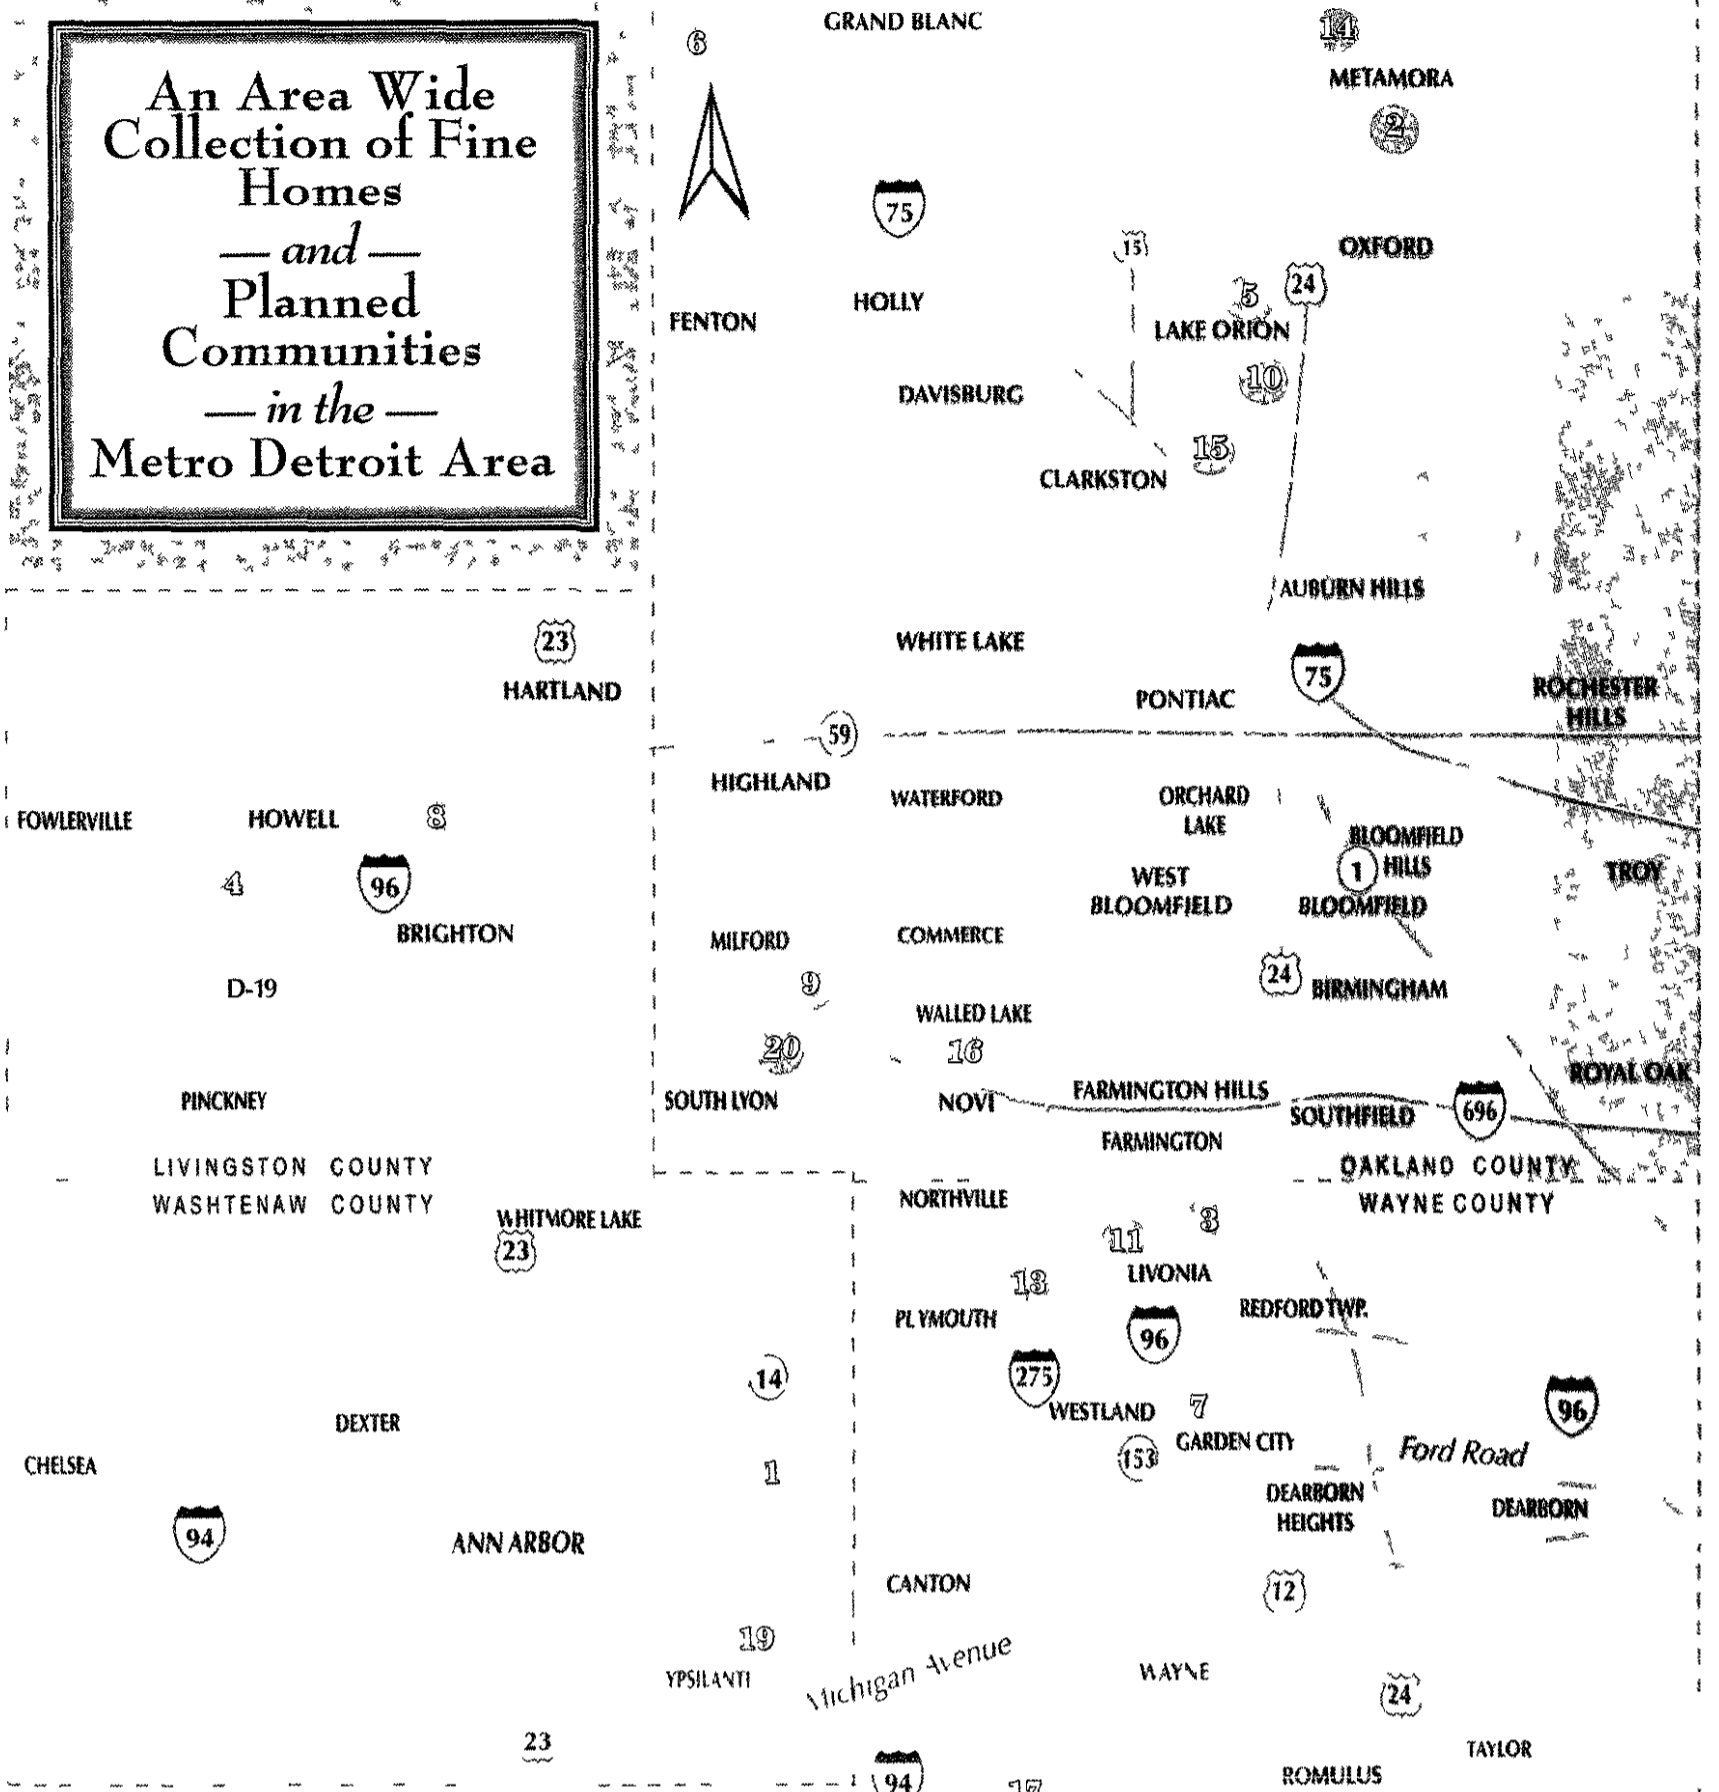 An Area Wide
Collection of Fine
Homes
— and —
Planned
Communities
— in the —
Metro Detroit Area
6
GRAND BLANC
14
METAMORA
2
75
15
OXFORD
5
24
HOLLY
FENTON
LAKE ORION
10
DAVISBURG
15
CLARKSTON
AUBURN HILLS
23
WHITE LAKE
75
HARTLAND
PONTIAC
ROCHESTER
HILLS
59
HIGHLAND
WATERFORD
ORCHARD
LAKE
FOWLERVILLE
HOWELL
8
BLOOMFIELD
HILLS
1
TROY
4
96
WEST
BLOOMFIELD
BLOOMFIELD
BRIGHTON
MILFORD
COMMERCE
9
24
BIRMINGHAM
D-19
WALLED LAKE
20
16
ROYAL OAK
PINCKNEY
SOUTH LYON
NOVI
FARMINGTON HILLS
SOUTHFIELD
696
FARMINGTON
LIVINGSTON COUNTY
OAKLAND COUNTY
WASHTENAW COUNTY
WAYNE COUNTY
NORTHVILLE
WHITMORE LAKE
23
3
11
LIVONIA
13
PLYMOUTH
REDFORD TWP.
96
275
14
WESTLAND
7
96
DEXTER
GARDEN CITY
153
Ford Road
CHELSEA
1
DEARBORN
HEIGHTS
DEARBORN
94
ANN ARBOR
CANTON
12
19
YPSILANTI
Michigan Avenue
WAYNE
24
23
TAYLOR
94
17
ROMULUS